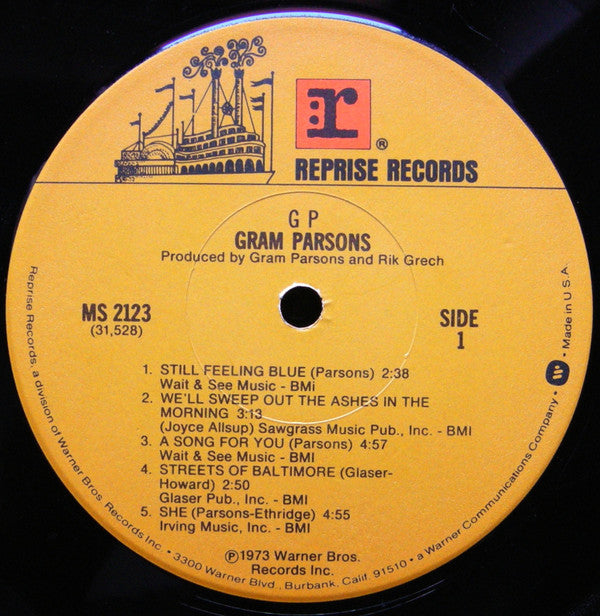 r
®
REPRISE RECORDS
G P
GRAM PARSONS
Produced by Gram Parsons and Rik Grech
MS 2123
(31,528)
SIDE
1
1. STILL FEELING BLUE (Parsons) 2:38
Wait & See Music - BMi
2. WE'LL SWEEP OUT THE ASHES IN THE
MORNING 3:13
(Joyce Allsup) Sawgrass Music Pub., Inc. - BMI
3. A SONG FOR YOU (Parsons) 4:57
Wait & See Music - BMI
4. STREETS OF BALTIMORE (Glaser-
Howard) 2:50
Glaser Pub., Inc. - BMI
5. SHE (Parsons-Ethridge) 4:55
Irving Music, Inc. - BMI
℗1973 Warner Bros.
Records Inc.
Reprise Records, a division of Warner Bros. Records Inc. • 3300 Warner Blvd., Burbank, Calif. 91510 • a Warner Communications Company • W • Made in U.S.A.